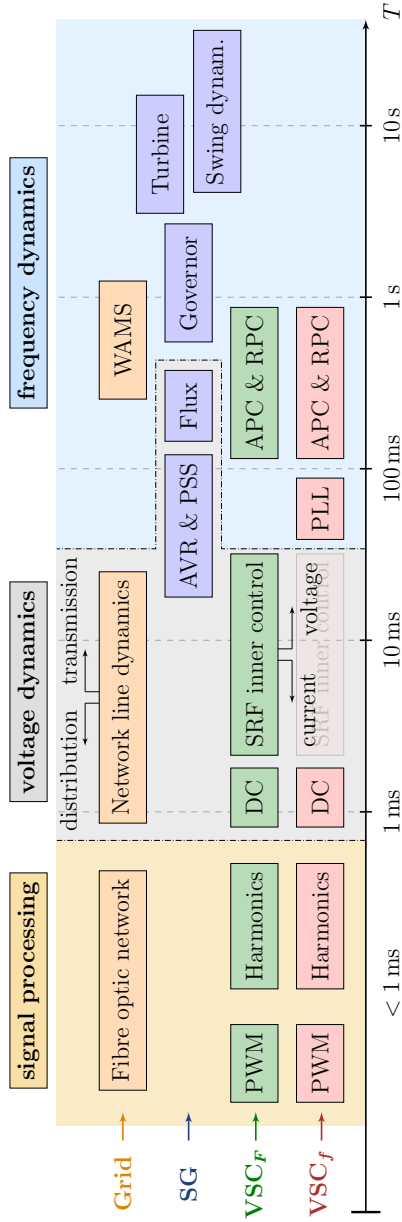 signal processing
voltage dynamics
frequency dynamics
distribution
transmission
Grid
Fibre optic network
Network line dynamics
WAMS
Turbine
SG
AVR & PSS
Flux
Governor
Swing dynam.
VSC_F
PWM
Harmonics
DC
SRF inner control
APC & RPC
current
voltage
VSC_f
PWM
Harmonics
DC
SRF inner control
PLL
APC & RPC
< 1 ms
1 ms
10 ms
100 ms
1 s
10 s
T